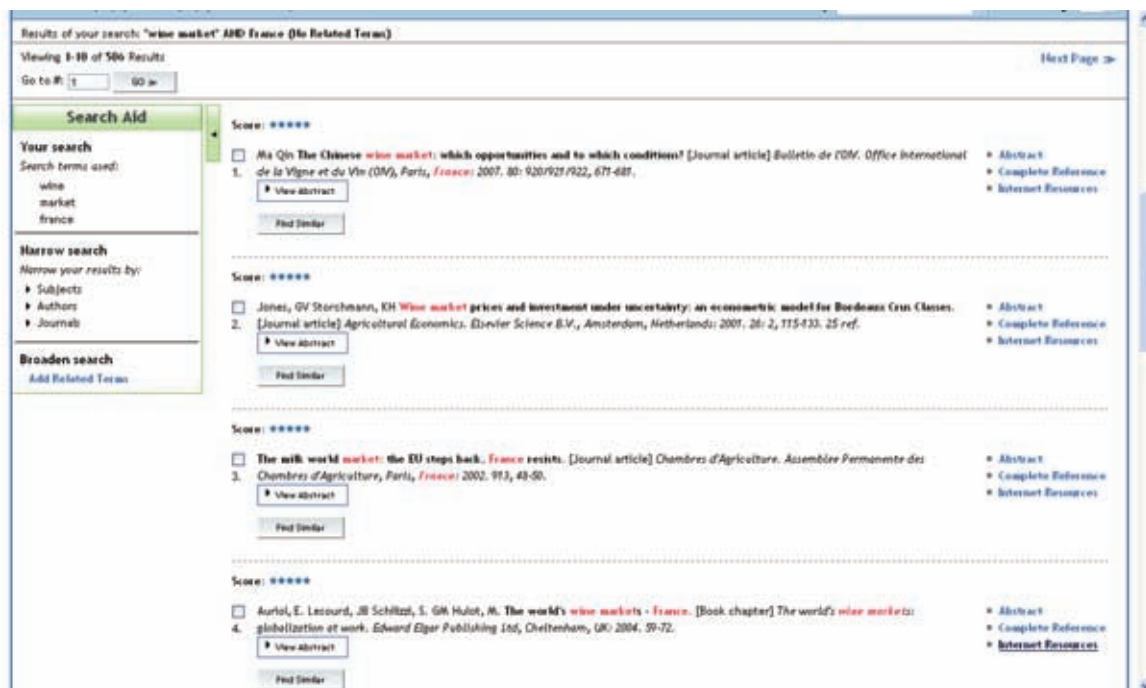 Results of your search: "wine market" AND France (No Related Terms)
Viewing 1-10 of 506 Results
Next Page >>
Go to #: 1 GO >>
Search Aid
Your search
Search terms used:
wine
market
france
Narrow search
Narrow your results by:
Subjects
Authors
Journals
Broaden search
Add Related Terms
Score: *****
Ma Qin The Chinese wine market: which opportunities and to which conditions? [Journal article] Bulletin de l'OIV. Office International
1. de la Vigne et du Vin (OIV), Paris, France: 2007. 80: 920/921/922, 671-681.
View Abstract
Find Similar
Abstract
Complete Reference
Internet Resources
Score: *****
Jones, GV Storchmann, KH Wine market prices and investment under uncertainty: an econometric model for Bordeaux Crus Classes.
2. [Journal article] Agricultural Economics. Elsevier Science B.V., Amsterdam, Netherlands: 2001. 26: 2, 115-133. 25 ref.
View Abstract
Find Similar
Abstract
Complete Reference
Internet Resources
Score: *****
The milk world market: the EU steps back, France resists. [Journal article] Chambres d'Agriculture. Assemblee Permanente des
3. Chambres d'Agriculture, Paris, France: 2002. 913, 48-50.
View Abstract
Find Similar
Abstract
Complete Reference
Internet Resources
Score: *****
Auriol, E. Lecourd, JB Schilizzi, S. GM Hulot, M. The world's wine markets - France. [Book chapter] The world's wine markets:
4. globalization at work. Edward Elgar Publishing Ltd, Cheltenham, UK: 2004. 59-72.
View Abstract
Find Similar
Abstract
Complete Reference
Internet Resources